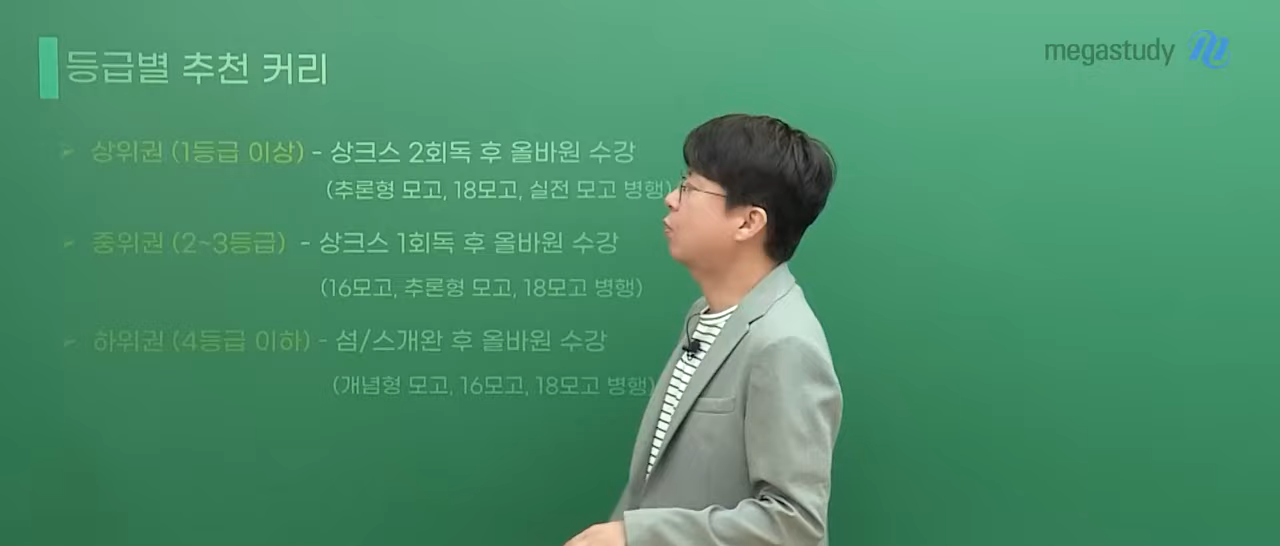 등급별 추천 커리
megastudy
➤ 상위권 (1등급 이상) - 상크스 2회독 후 올바원 수강
(추론형 모고, 18모고, 실전 모고 병행)
➤ 중위권 (2~3등급) - 상크스 1회독 후 올바원 수강
(16모고, 추론형 모고, 18모고 병행)
➤ 하위권 (4등급 이하) - 섬/스개완 후 올바원 수강
(개념형 모고, 16모고, 18모고 병행)